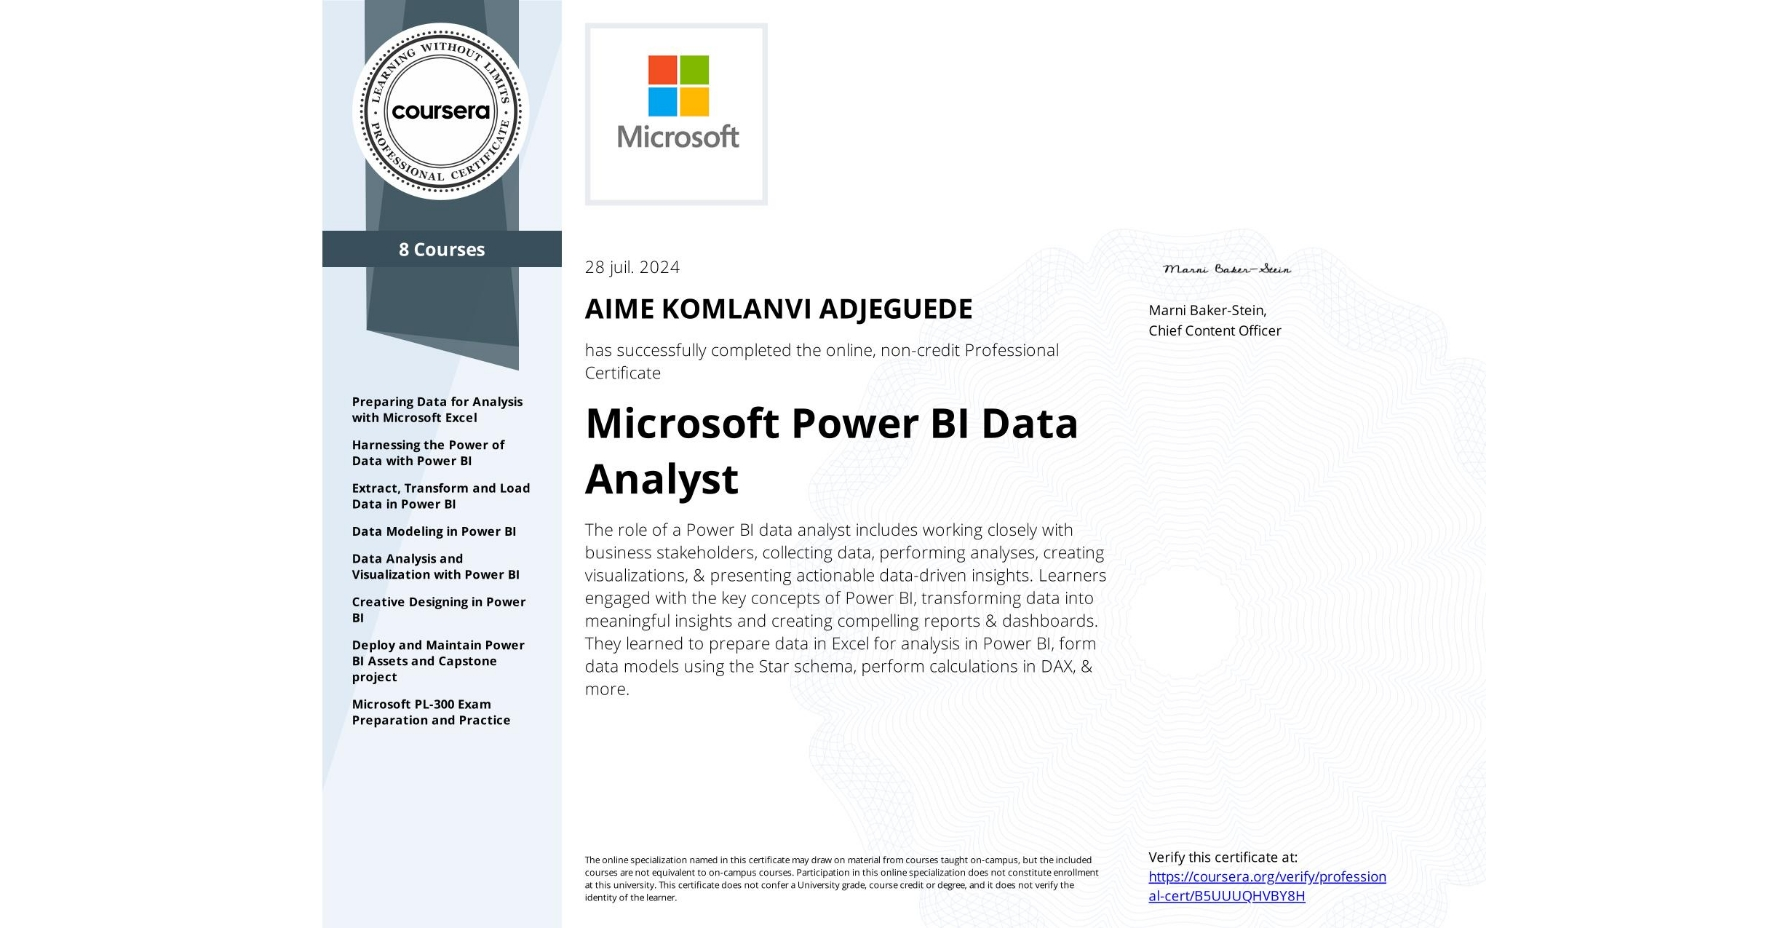 LEARNING WITHOUT LIMITS
coursera
PROFESSIONAL CERTIFICATE
8 Courses
Preparing Data for Analysis
with Microsoft Excel
Harnessing the Power of
Data with Power BI
Extract, Transform and Load
Data in Power BI
Data Modeling in Power BI
Data Analysis and
Visualization with Power BI
Creative Designing in Power
BI
Deploy and Maintain Power
BI Assets and Capstone
project
Microsoft PL-300 Exam
Preparation and Practice
Microsoft
28 juil. 2024
AIME KOMLANVI ADJEGUEDE
has successfully completed the online, non-credit Professional
Certificate
Microsoft Power BI Data
Analyst
The role of a Power BI data analyst includes working closely with
business stakeholders, collecting data, performing analyses, creating
visualizations, & presenting actionable data-driven insights. Learners
engaged with the key concepts of Power BI, transforming data into
meaningful insights and creating compelling reports & dashboards.
They learned to prepare data in Excel for analysis in Power BI, form
data models using the Star schema, perform calculations in DAX, &
more.
Marni Baker-Stein
Marni Baker-Stein,
Chief Content Officer
The online specialization named in this certificate may draw on material from courses taught on-campus, but the included
courses are not equivalent to on-campus courses. Participation in this online specialization does not constitute enrollment
at this university. This certificate does not confer a University grade, course credit or degree, and it does not verify the
identity of the learner.
Verify this certificate at:
https://coursera.org/verify/profession
al-cert/B5UUUQHVBY8H